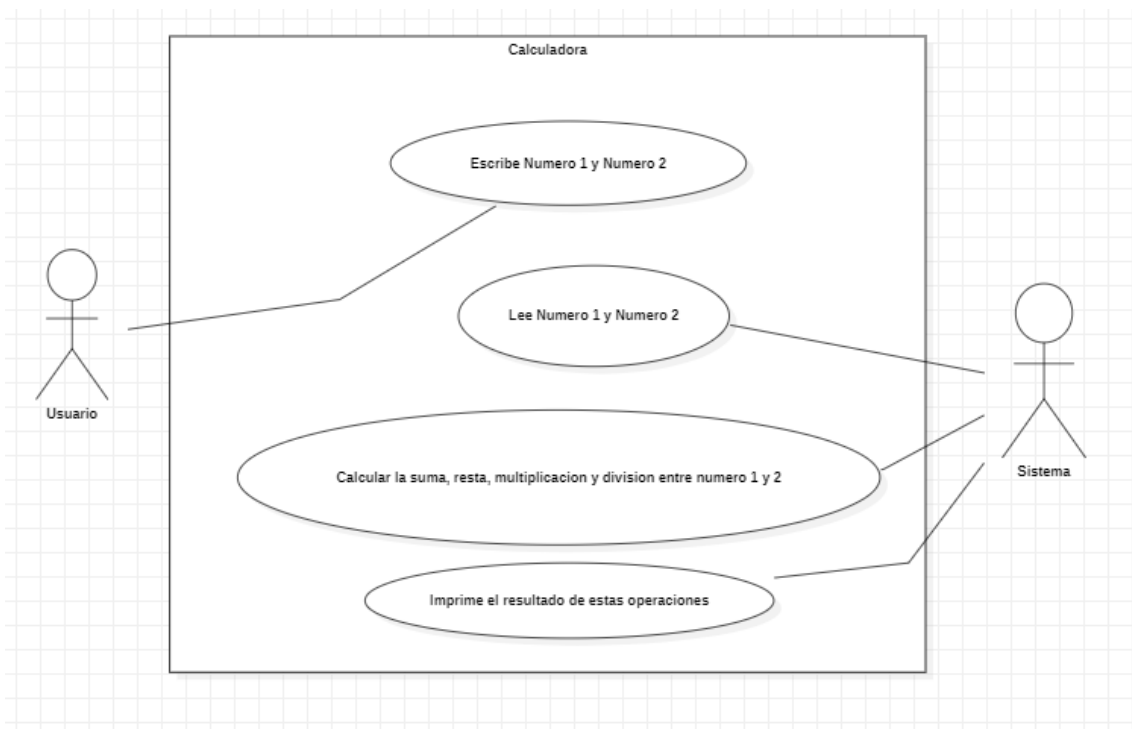 Calculadora
Escribe Numero 1 y Numero 2
Lee Numero 1 y Numero 2
Usuario
Calcular la suma, resta, multiplicacion y division entre numero 1 y 2
Sistema
Imprime el resultado de estas operaciones